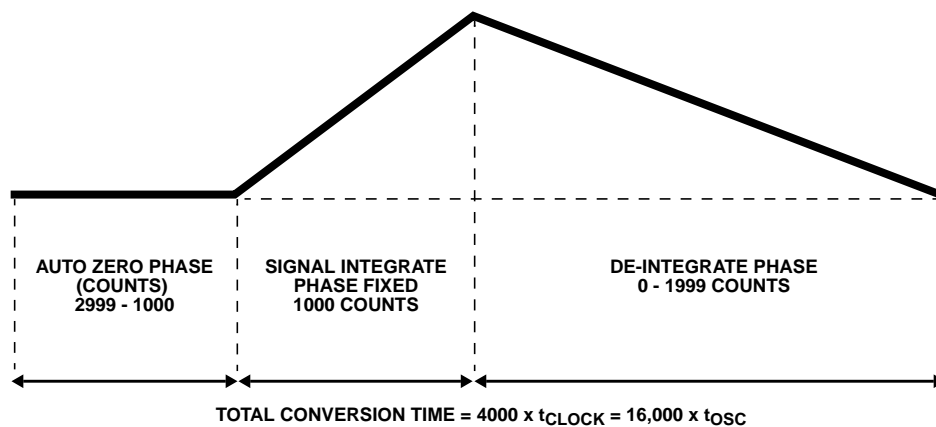 AUTO ZERO PHASE
(COUNTS)
2999 - 1000
SIGNAL INTEGRATE
PHASE FIXED
1000 COUNTS
DE-INTEGRATE PHASE
0 - 1999 COUNTS
TOTAL CONVERSION TIME = 4000 x tCLOCK = 16,000 x tOSC